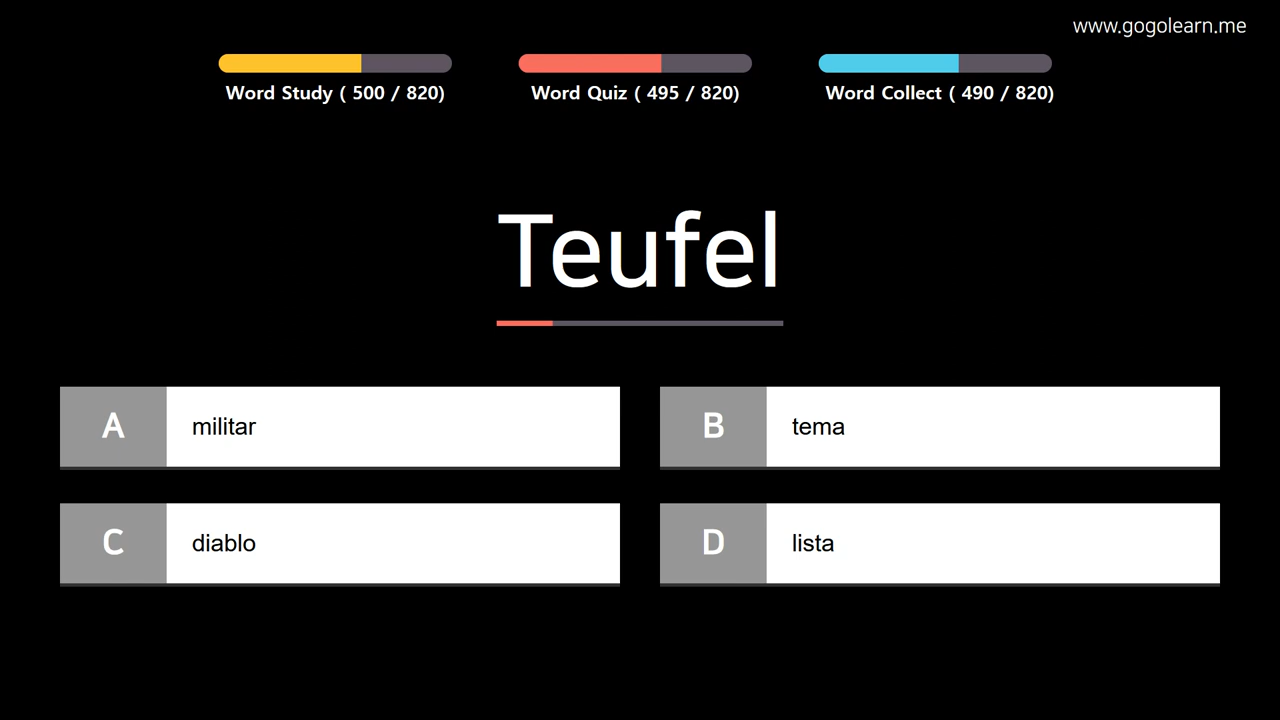 www.gogolearn.me
Word Study ( 500 / 820)
Word Quiz ( 495 / 820)
Word Collect ( 490 / 820)
Teufel
A militar
B tema
C diablo
D lista